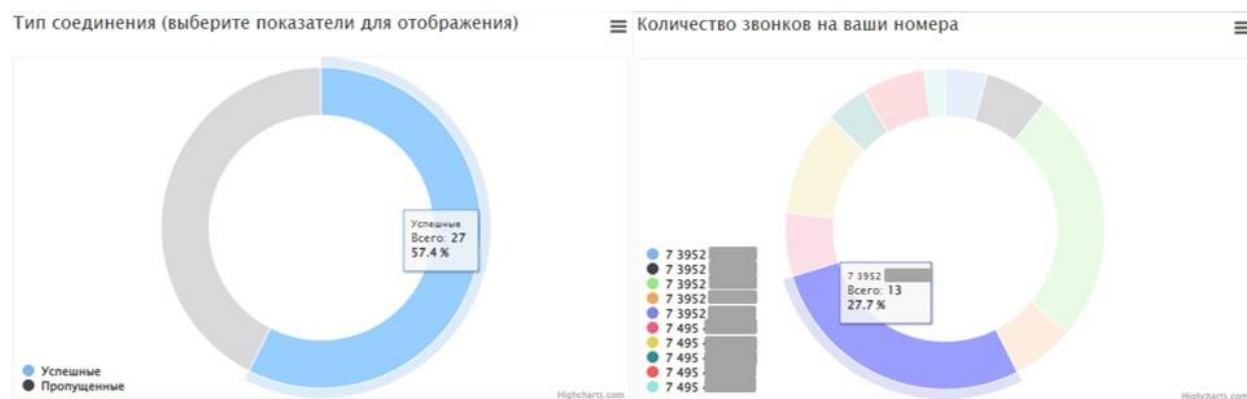 Тип соединения (выберите показатели для отображения)
Успешные
Всего: 27
57.4 %
Успешные
Пропущенные
Highcharts.com
Количество звонков на ваши номера
7 3952
Всего: 13
27.7 %
7 3952
7 3952
7 3952
7 3952
7 3952
7 495
7 495
7 495
7 495
7 495
Highcharts.com